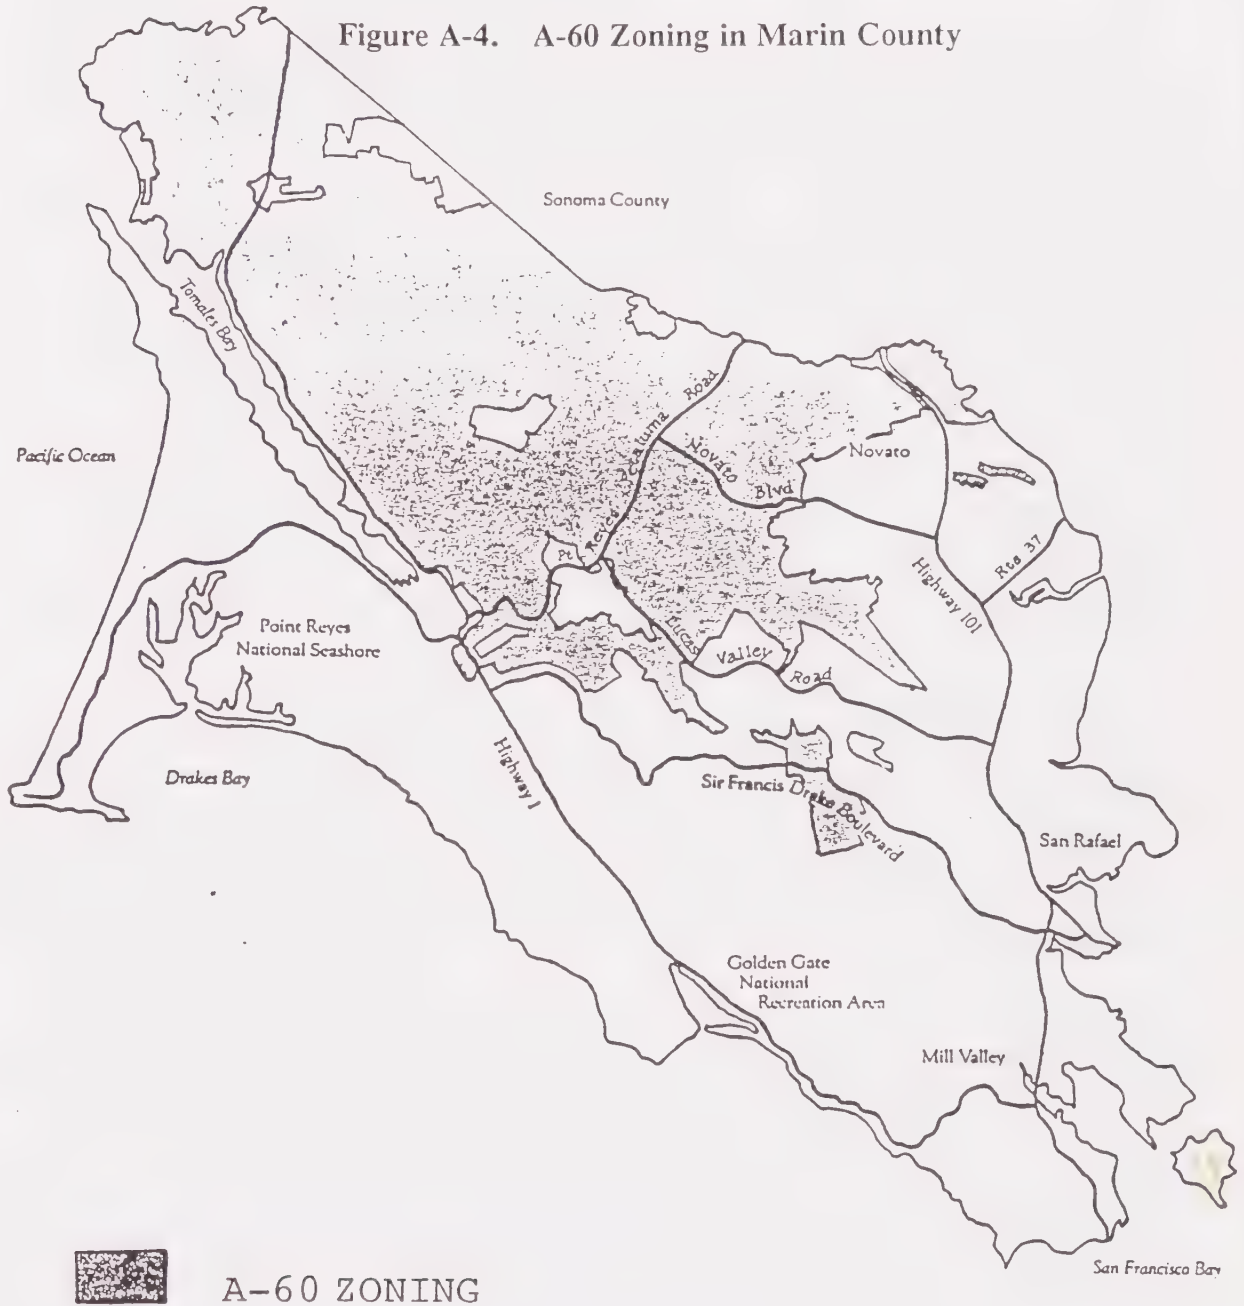 Figure A-4. A-60 Zoning in Marin County
Sonoma County
Tomales Bay
Pacific Ocean
Pt Reyes Petaluma Road
Novato Blvd
Novato
Highway 101
Rte 37
Point Reyes
National Seashore
Lucas Valley Road
Drakes Bay
Highway 1
Sir Francis Drake Boulevard
San Rafael
Golden Gate
National
Recreation Area
Mill Valley
San Francisco Bay
A-60 ZONING